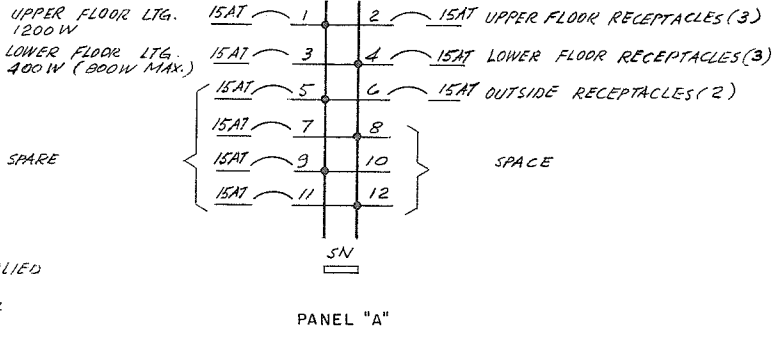 UPPER FLOOR LTG. 15AT 1 2 15AT UPPER FLOOR RECEPTACLES (3)
1200 W
LOWER FLOOR LTG. 15AT 3 4 15AT LOWER FLOOR RECEPTACLES (3)
400 W (800W MAX.)
15AT 5 6 15AT OUTSIDE RECEPTACLES (2)
15AT 7 8
SPARE 15AT 9 10 SPACE
15AT 11 12
SN
PANEL "A"